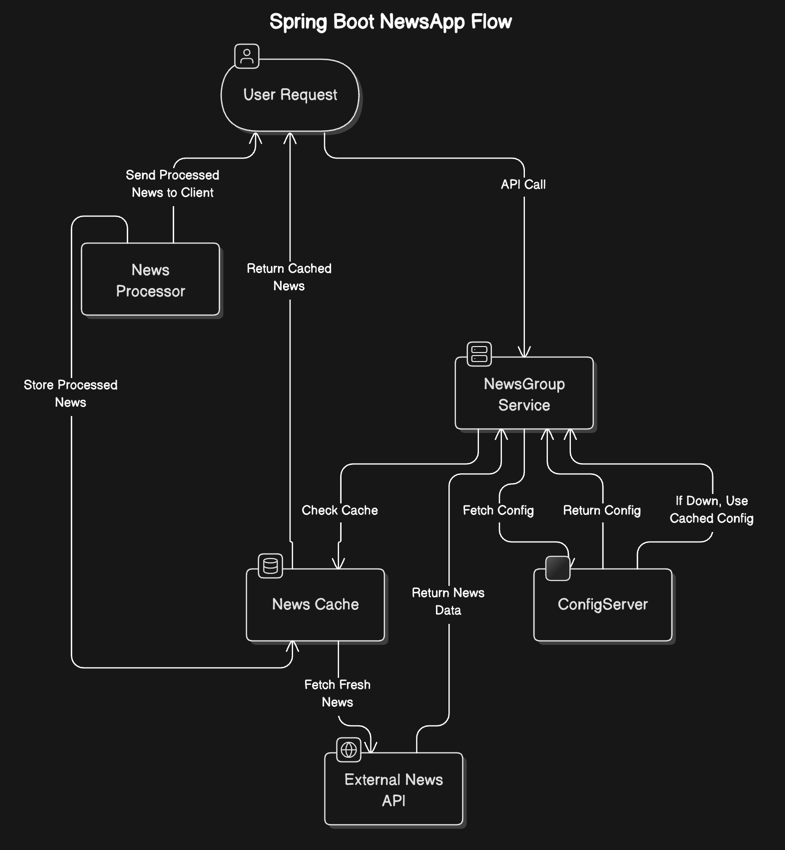 Spring Boot NewsApp Flow
User Request
Send Processed
News to Client
API Call
News
Processor
Return Cached
News
Store Processed
News
NewsGroup
Service
Check Cache
Fetch Config
Return Config
If Down, Use
Cached Config
News Cache
Return News
Data
ConfigServer
Fetch Fresh
News
External News
API